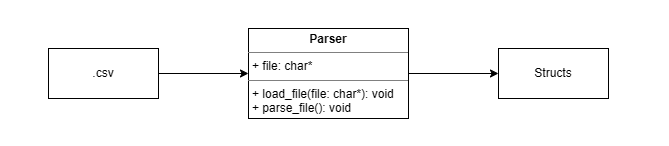 .csv
Parser
+ file: char*
+ load_file(file: char*): void
+ parse_file(): void
Structs